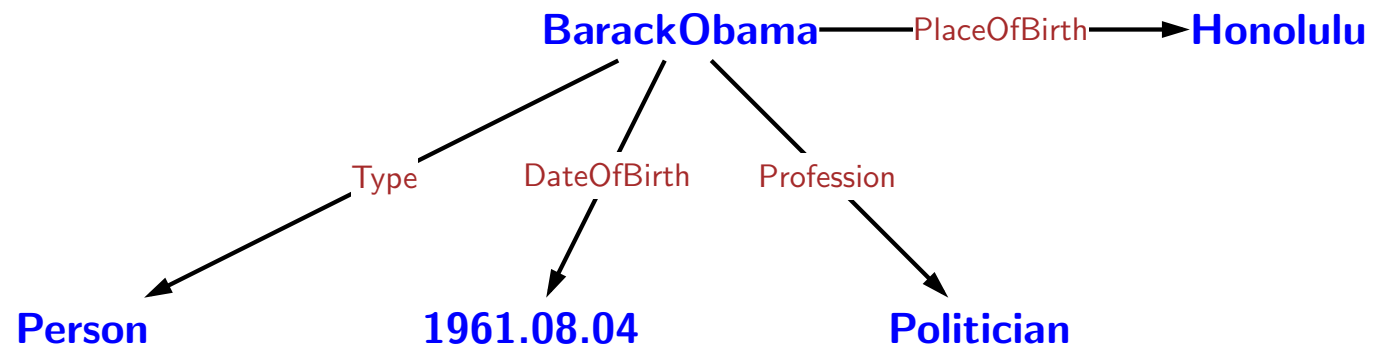 BarackObama PlaceOfBirth Honolulu
Type DateOfBirth Profession
Person 1961.08.04 Politician